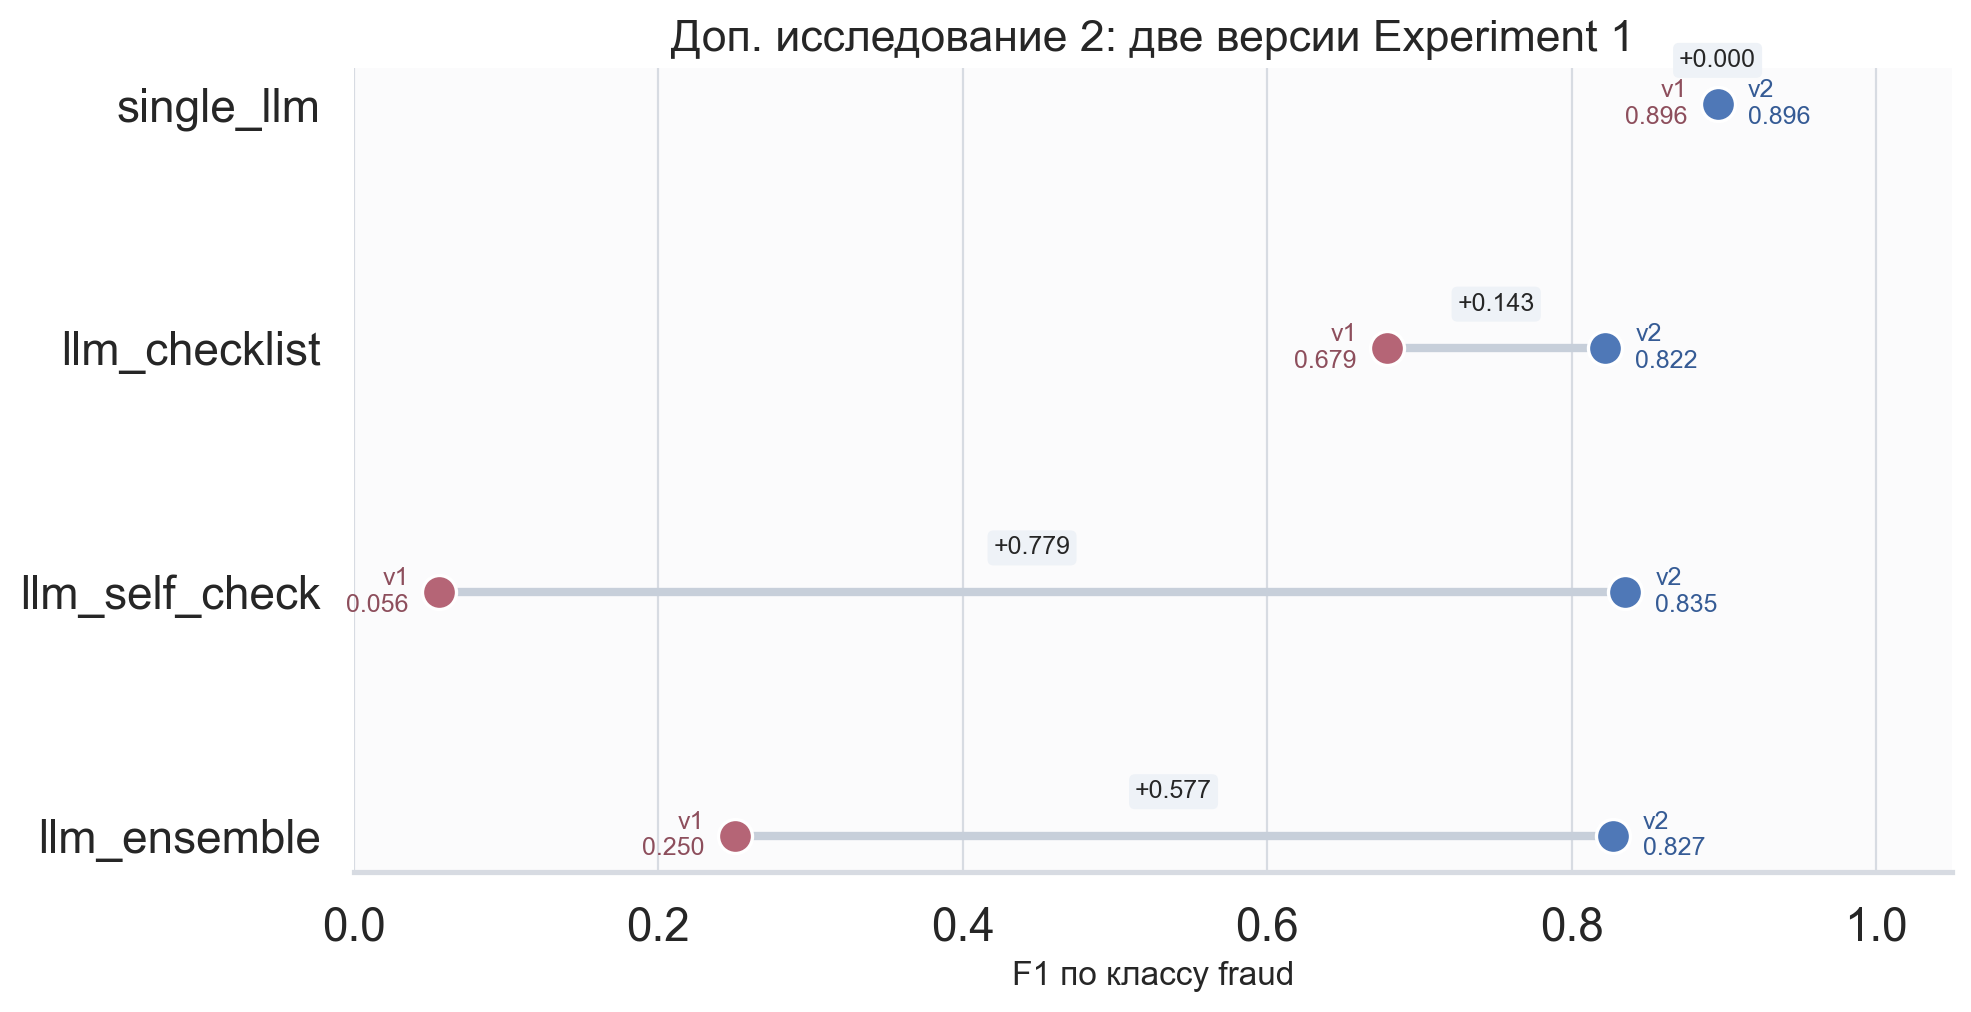 Доп. исследование 2: две версии Experiment 1
single_llm
+0.000
v1
0.896
v2
0.896
llm_checklist
+0.143
v1
0.679
v2
0.822
llm_self_check
+0.779
v1
0.056
v2
0.835
llm_ensemble
+0.577
v1
0.250
v2
0.827
0.0 0.2 0.4 0.6 0.8 1.0
F1 по классу fraud